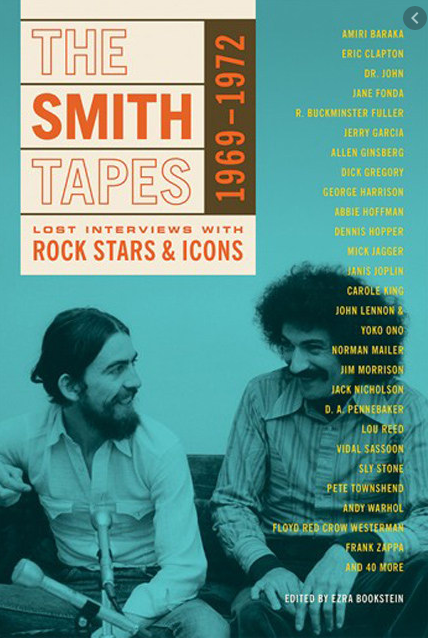 THE
SMITH
TAPES
1969–1972
LOST INTERVIEWS WITH
ROCK STARS & ICONS
AMIRI BARAKA
ERIC CLAPTON
DR. JOHN
JANE FONDA
R. BUCKMINSTER FULLER
JERRY GARCIA
ALLEN GINSBERG
DICK GREGORY
GEORGE HARRISON
ABBIE HOFFMAN
DENNIS HOPPER
MICK JAGGER
JANIS JOPLIN
CAROLE KING
JOHN LENNON &
YOKO ONO
NORMAN MAILER
JIM MORRISON
JACK NICHOLSON
D. A. PENNEBAKER
LOU REED
VIDAL SASSOON
SLY STONE
PETE TOWNSHEND
ANDY WARHOL
FLOYD RED CROW WESTERMAN
FRANK ZAPPA
AND 40 MORE
EDITED BY EZRA BOOKSTEIN